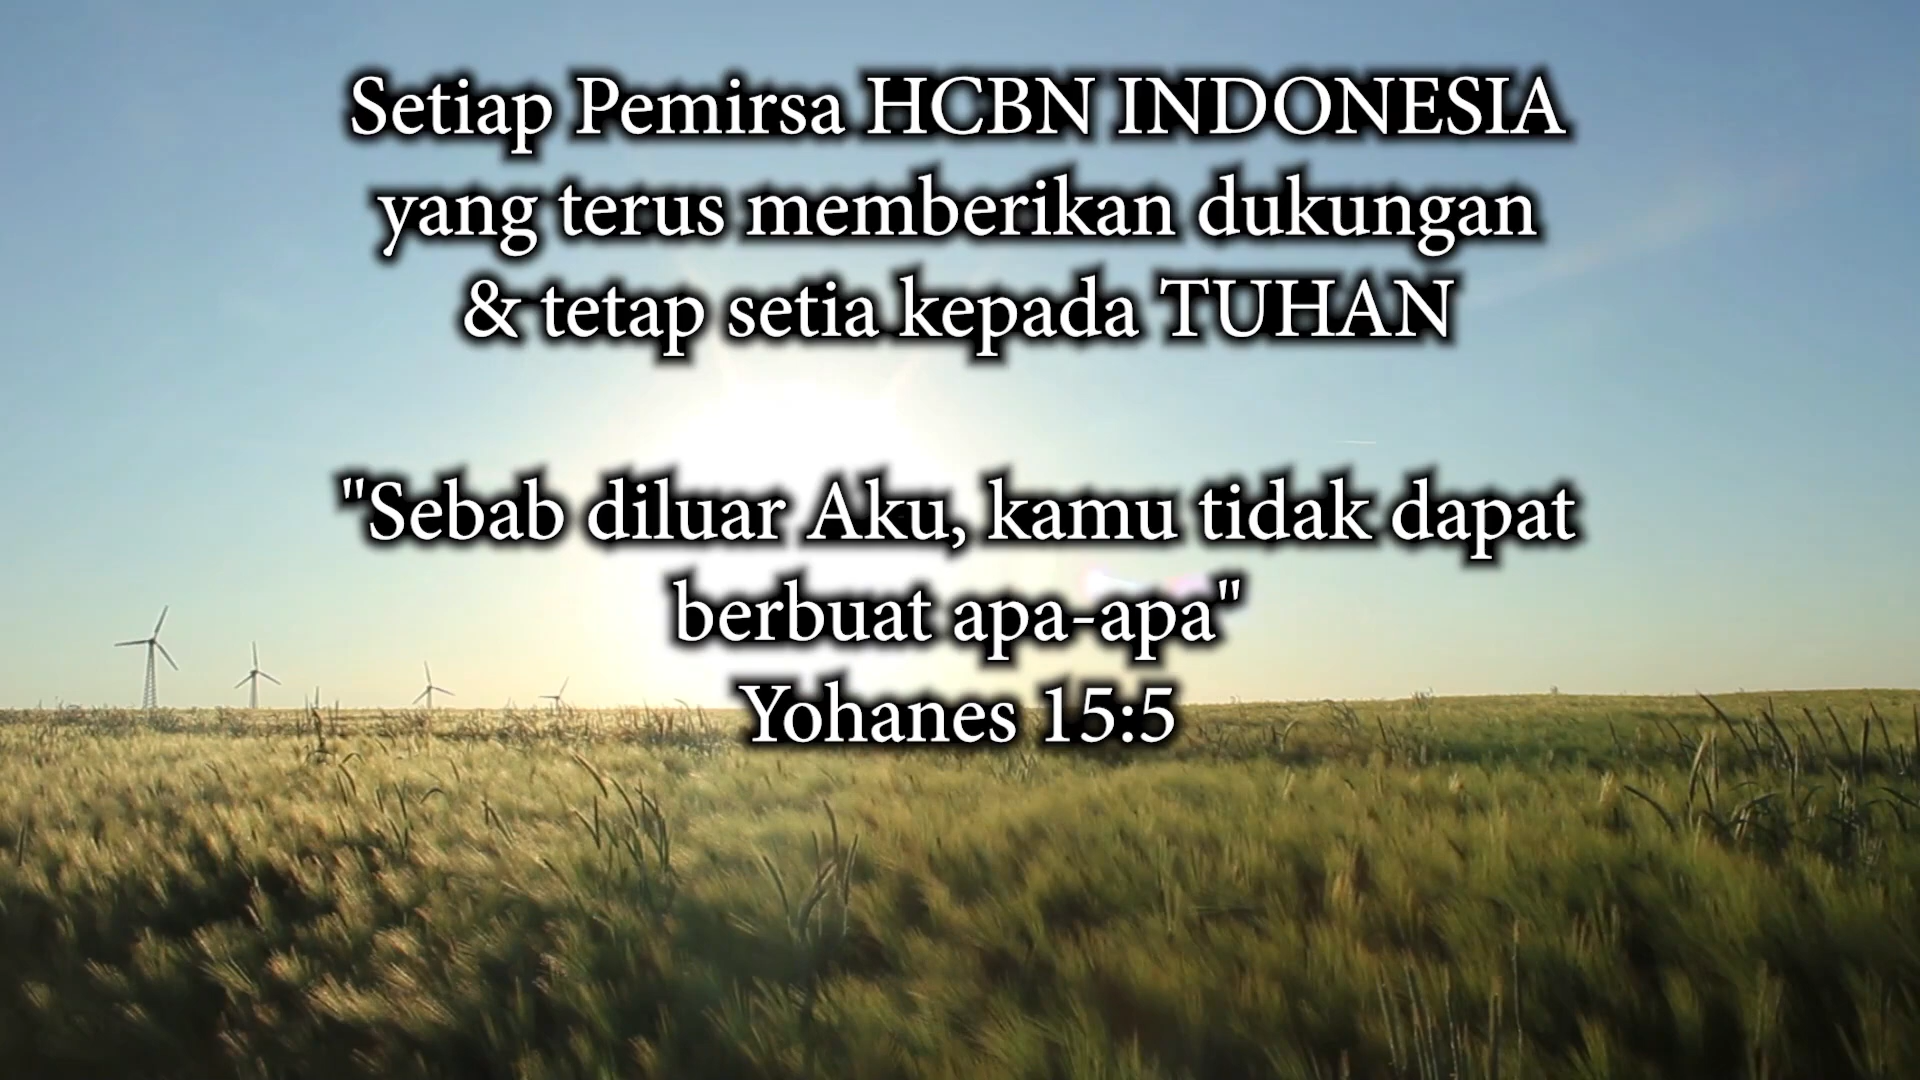 Setiap Pemirsa HCBN INDONESIA
yang terus memberikan dukungan
& tetap setia kepada TUHAN
"Sebab diluar Aku, kamu tidak dapat
berbuat apa-apa"
Yohanes 15:5